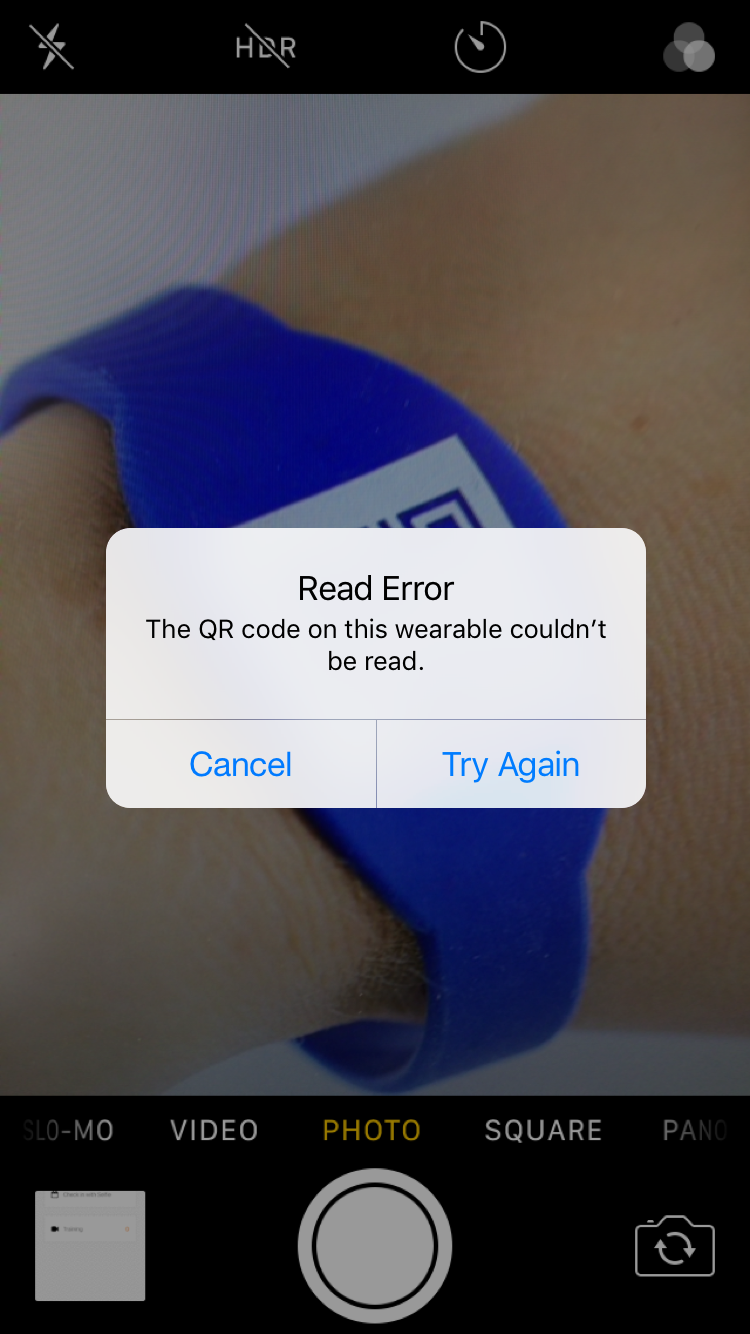 HDR
Read Error
The QR code on this wearable couldn’t
be read.
Cancel
Try Again
SLO-MO
VIDEO
PHOTO
SQUARE
PANO
Check in with Selfie
Training